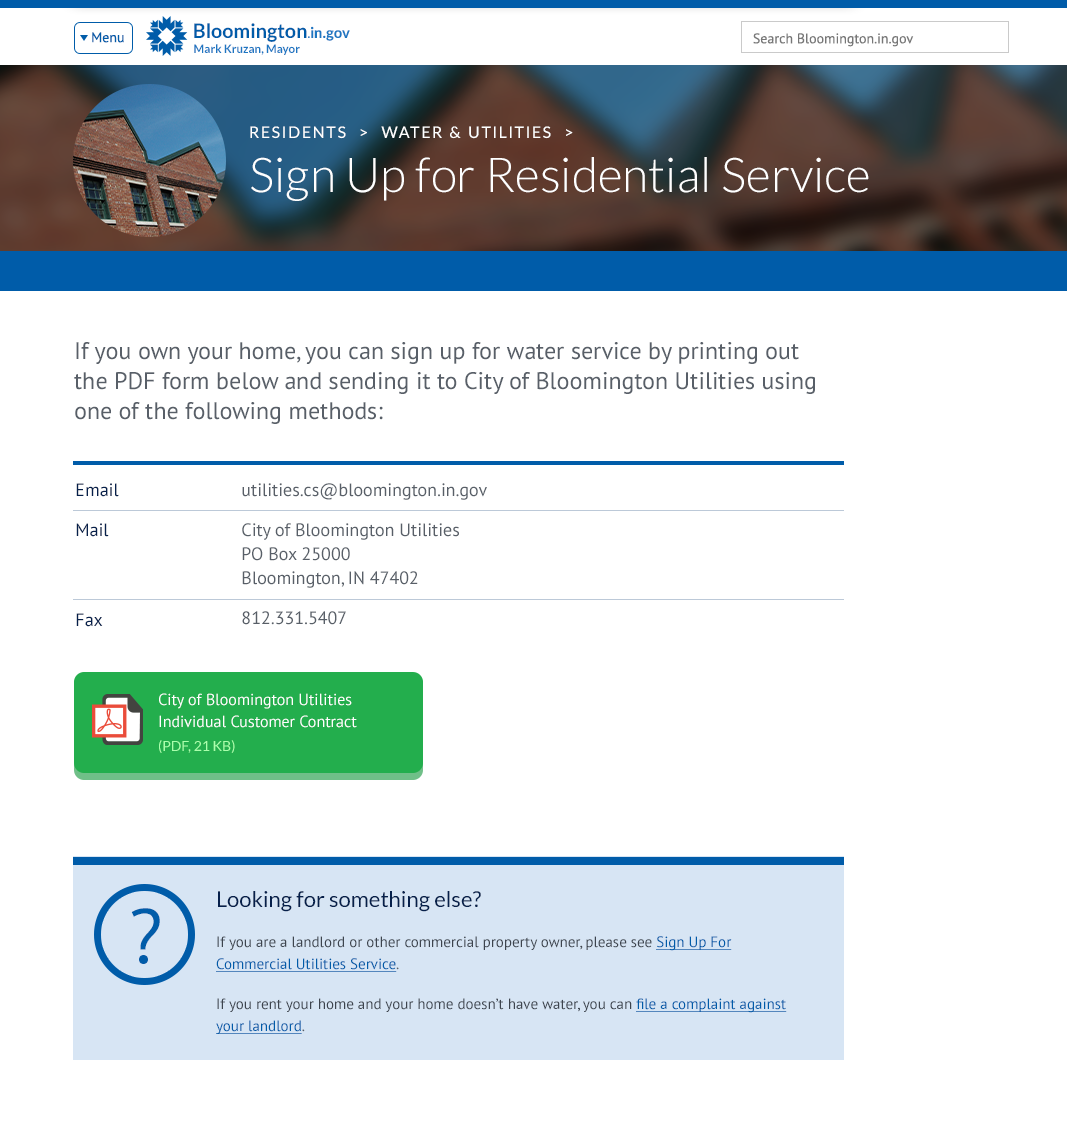 Menu
Bloomington.in.gov
Mark Kruzan, Mayor
Search Bloomington.in.gov
RESIDENTS > WATER & UTILITIES >
Sign Up for Residential Service
If you own your home, you can sign up for water service by printing out
the PDF form below and sending it to City of Bloomington Utilities using
one of the following methods:
Email utilities.cs@bloomington.in.gov
Mail City of Bloomington Utilities
PO Box 25000
Bloomington, IN 47402
Fax 812.331.5407
City of Bloomington Utilities
Individual Customer Contract
(PDF, 21 KB)
?
Looking for something else?
If you are a landlord or other commercial property owner, please see Sign Up For
Commercial Utilities Service.
If you rent your home and your home doesn't have water, you can file a complaint against
your landlord.